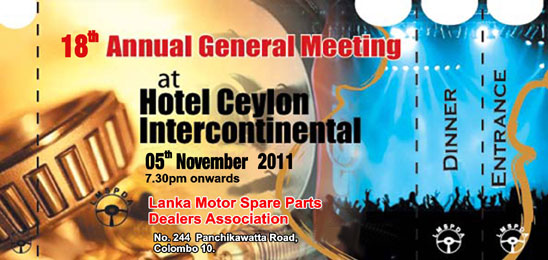 18th Annual General Meeting
at
Hotel Ceylon
Intercontinental
05th November 2011
7.30pm onwards
Lanka Motor Spare Parts
Dealers Association
No. 244 Panchikawatta Road,
Colombo 10.
DINNER
ENTRANCE
LMSPDA
LMSPDA
LMSPDA